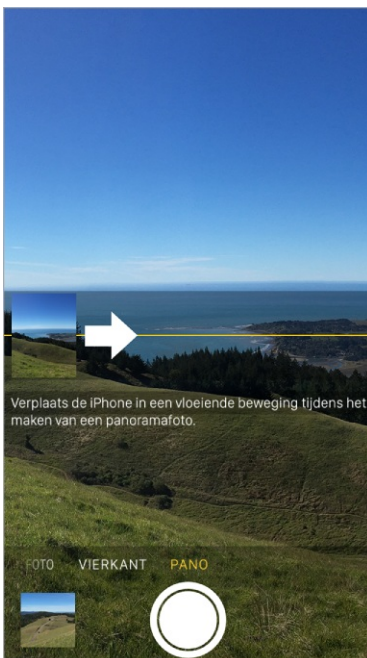 Verplaats de iPhone in een vloeiende beweging tijdens het
maken van een panoramafoto.
FOTO VIERKANT PANO